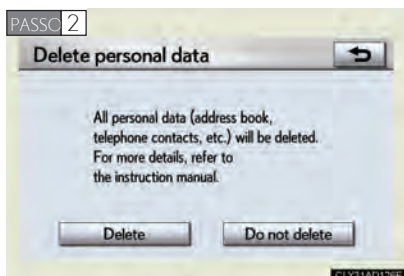 PASSO 2
Delete personal data
All personal data (address book,
telephone contacts, etc.) will be deleted.
For more details, refer to
the instruction manual.
Delete
Do not delete